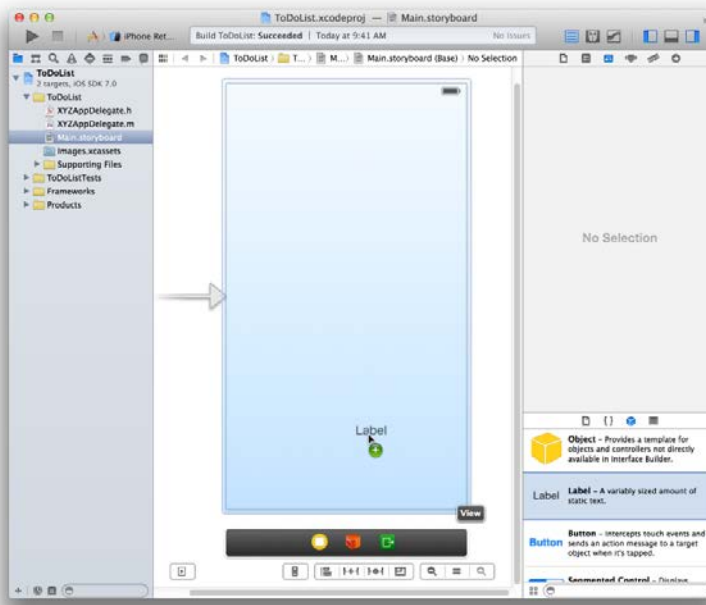 ToDoList.xcodeproj — Main.storyboard
iPhone Ret...
Build ToDoList: Succeeded | Today at 9:41 AM
No Issues
ToDoList
T...
M...
Main.storyboard (Base)
No Selection
ToDoList
2 targets, iOS SDK 7.0
ToDoList
XYZAppDelegate.h
XYZAppDelegate.m
Main.storyboard
Images.xcassets
Supporting Files
ToDoListTests
Frameworks
Products
No Selection
Label
View
Object – Provides a template for
objects and controllers not directly
available in Interface Builder.
Label
Label – A variably sized amount of
static text.
Button
Button – Intercepts touch events and
sends an action message to a target
object when it's tapped.
Segmented Control – Displays